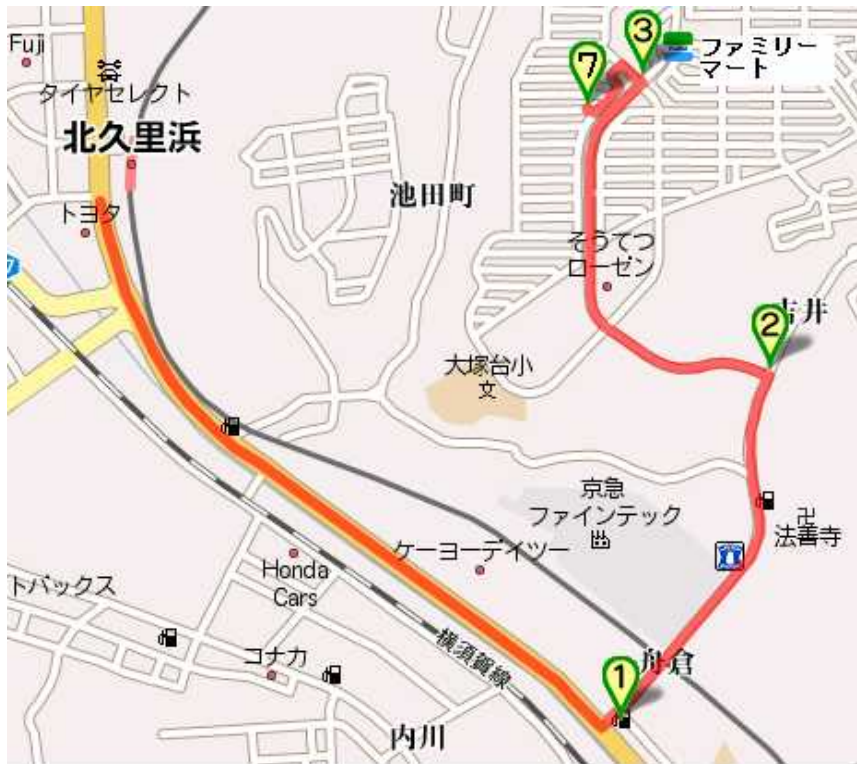 Fuji
3
ファミリー
マート
7
タイヤセレクト
北久里浜
池田町
トヨタ
そうてつ
ローゼン
7
2
吉井
大塚台小
文
京急
ファインテック
卍
法善寺
ケーヨーデイツー
Honda
Cars
トバックス
横須賀線
コナカ
舟倉
1
内川